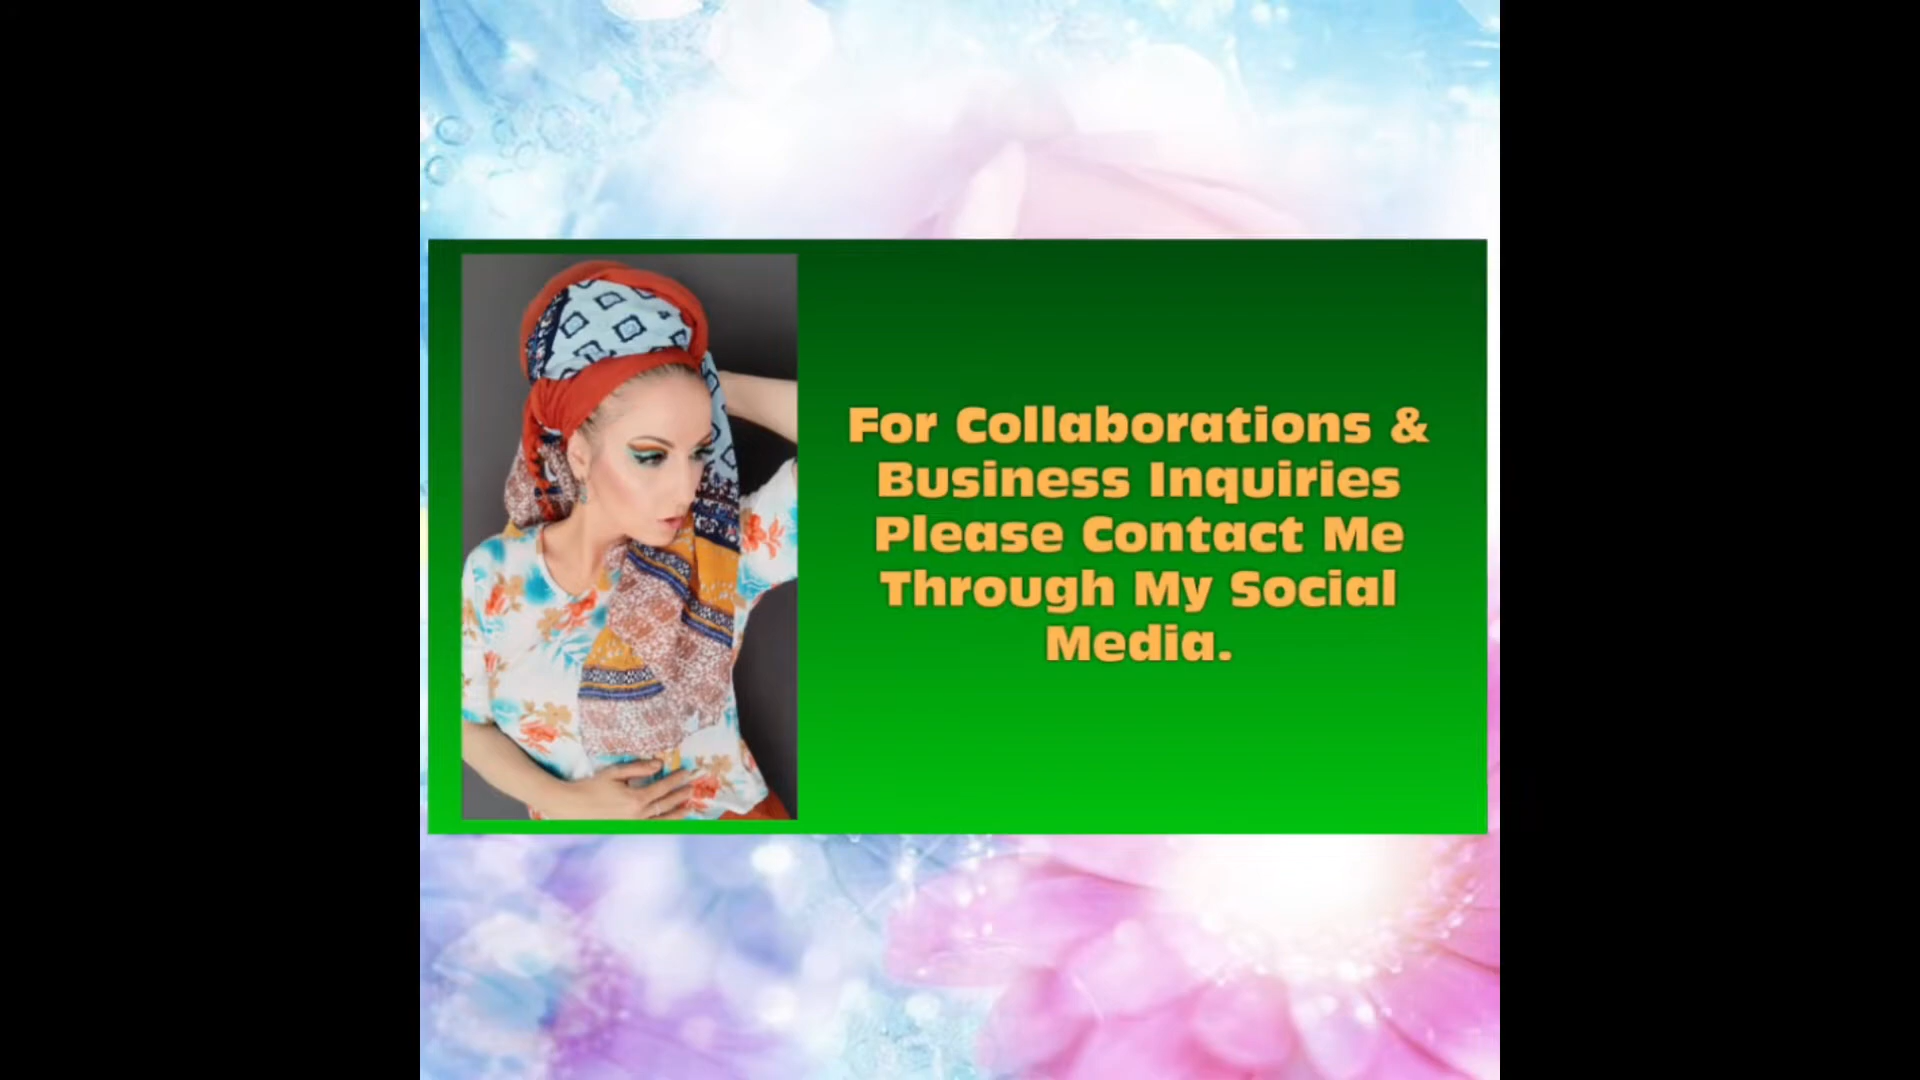 For Collaborations &
Business Inquiries
Please Contact Me
Through My Social
Media.